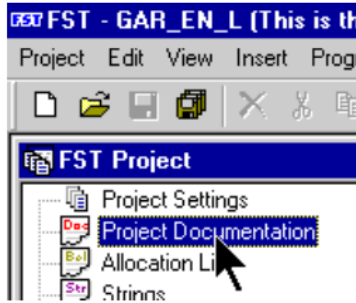 FST FST - GAR_EN_L (This is th
Project Edit View Insert Prog
FST Project
Project Settings
Doc Project Documentation
Bel Allocation Li
Str Strings